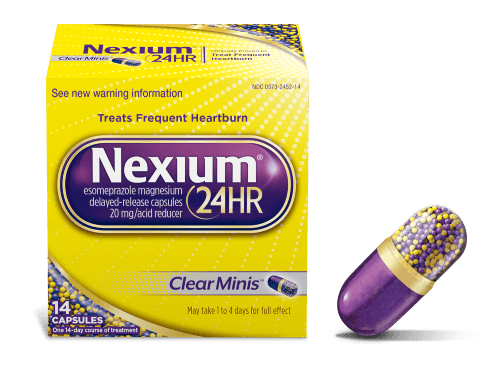 Nexium
ClearMinis 24HR
Clinically Proven to
Treat Frequent
Heartburn
See new warning information
NDC 0573-2452-14
Treats Frequent Heartburn
Nexium®
esomeprazole magnesium
delayed-release capsules
20 mg/acid reducer
24HR
ClearMinis™
May take 1 to 4 days for full effect
14
CAPSULES
One 14-day course of treatment